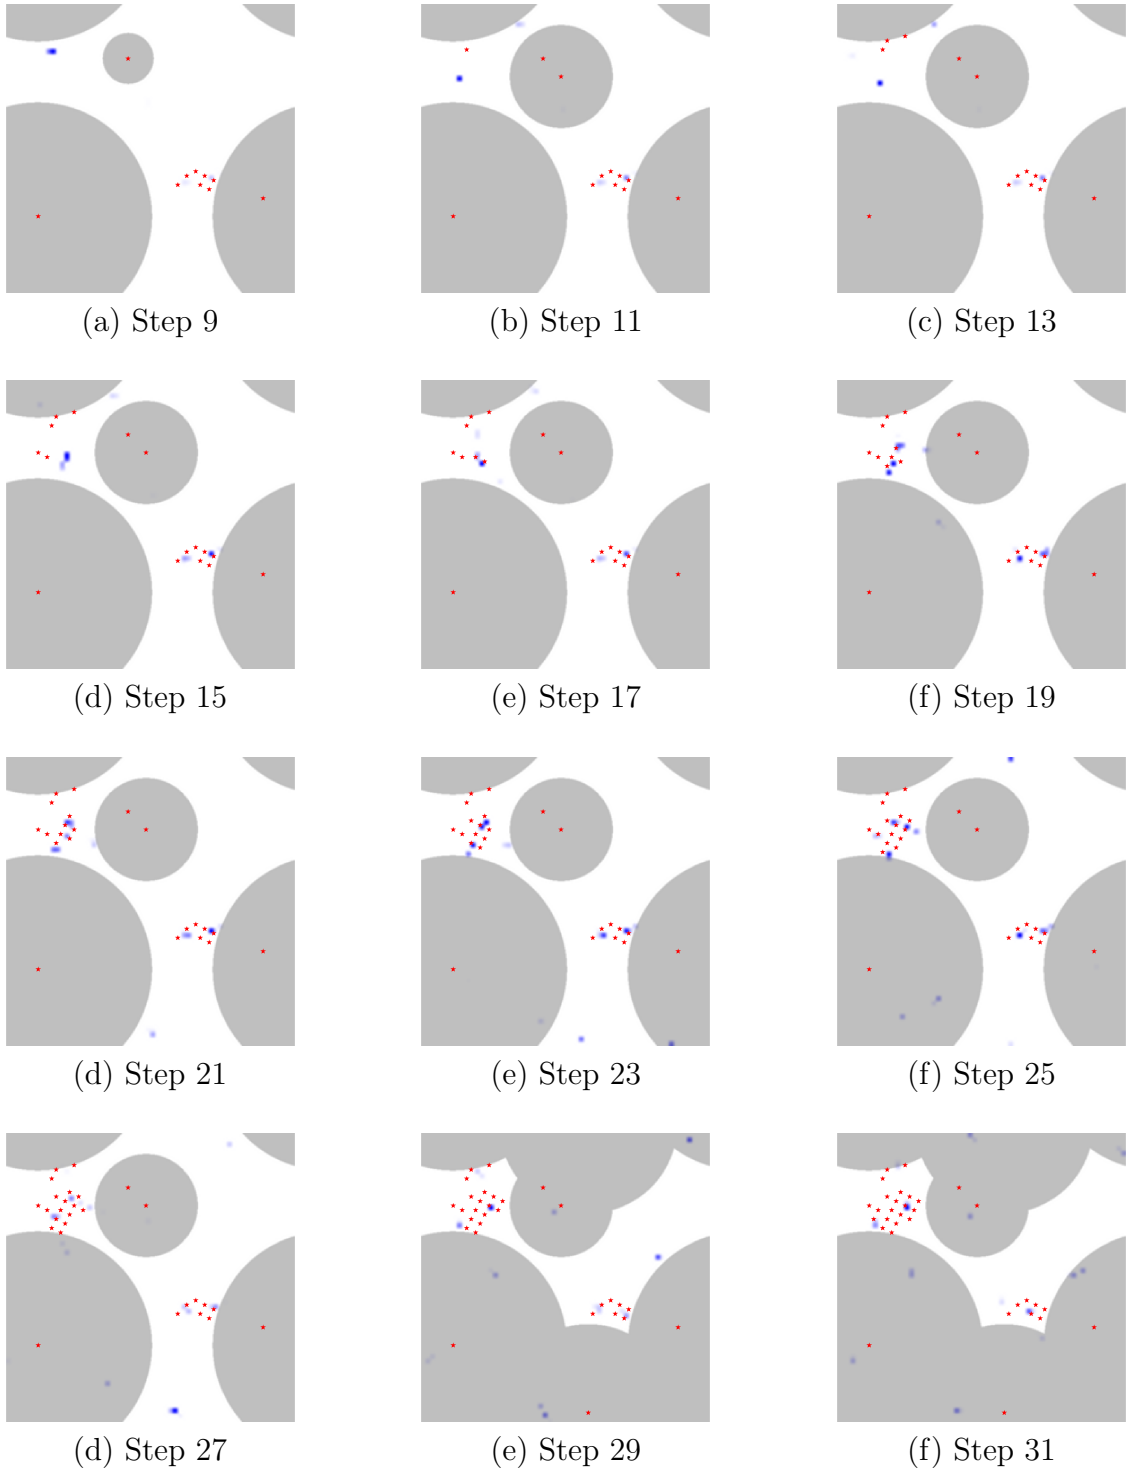 (a) Step 9
(b) Step 11
(c) Step 13
(d) Step 15
(e) Step 17
(f) Step 19
(d) Step 21
(e) Step 23
(f) Step 25
(d) Step 27
(e) Step 29
(f) Step 31